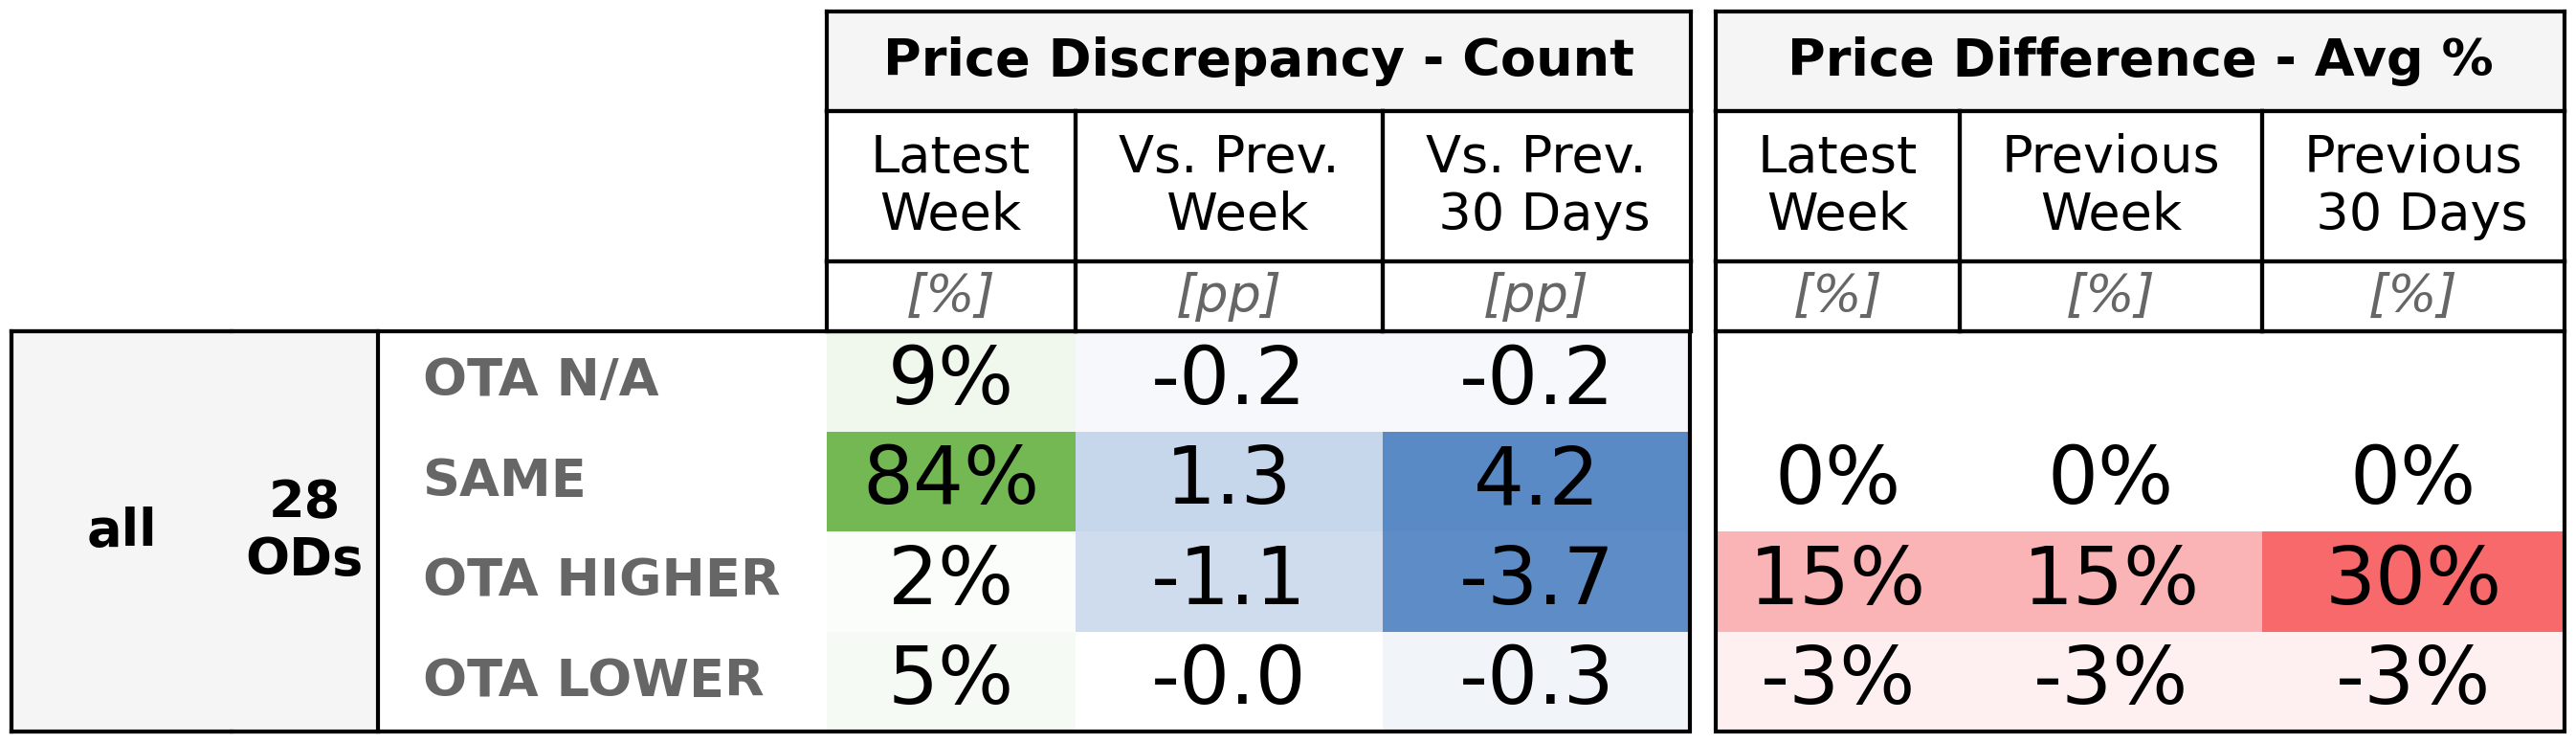 Price Discrepancy - Count Price Difference - Avg %
Latest Week Vs. Prev. Week Vs. Prev. 30 Days Latest Week Previous Week Previous 30 Days
[%] [pp] [pp] [%] [%] [%]
all 28 ODs
OTA N/A 9% -0.2 -0.2
SAME 84% 1.3 4.2 0% 0% 0%
OTA HIGHER 2% -1.1 -3.7 15% 15% 30%
OTA LOWER 5% -0.0 -0.3 -3% -3% -3%